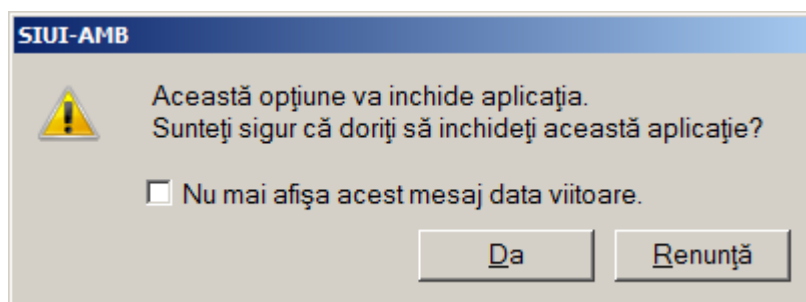 SIUI-AMB
Această opţiune va inchide aplicaţia.
Sunteţi sigur că doriţi să inchideţi această aplicaţie?
Nu mai afişa acest mesaj data viitoare.
Da
Renunţă